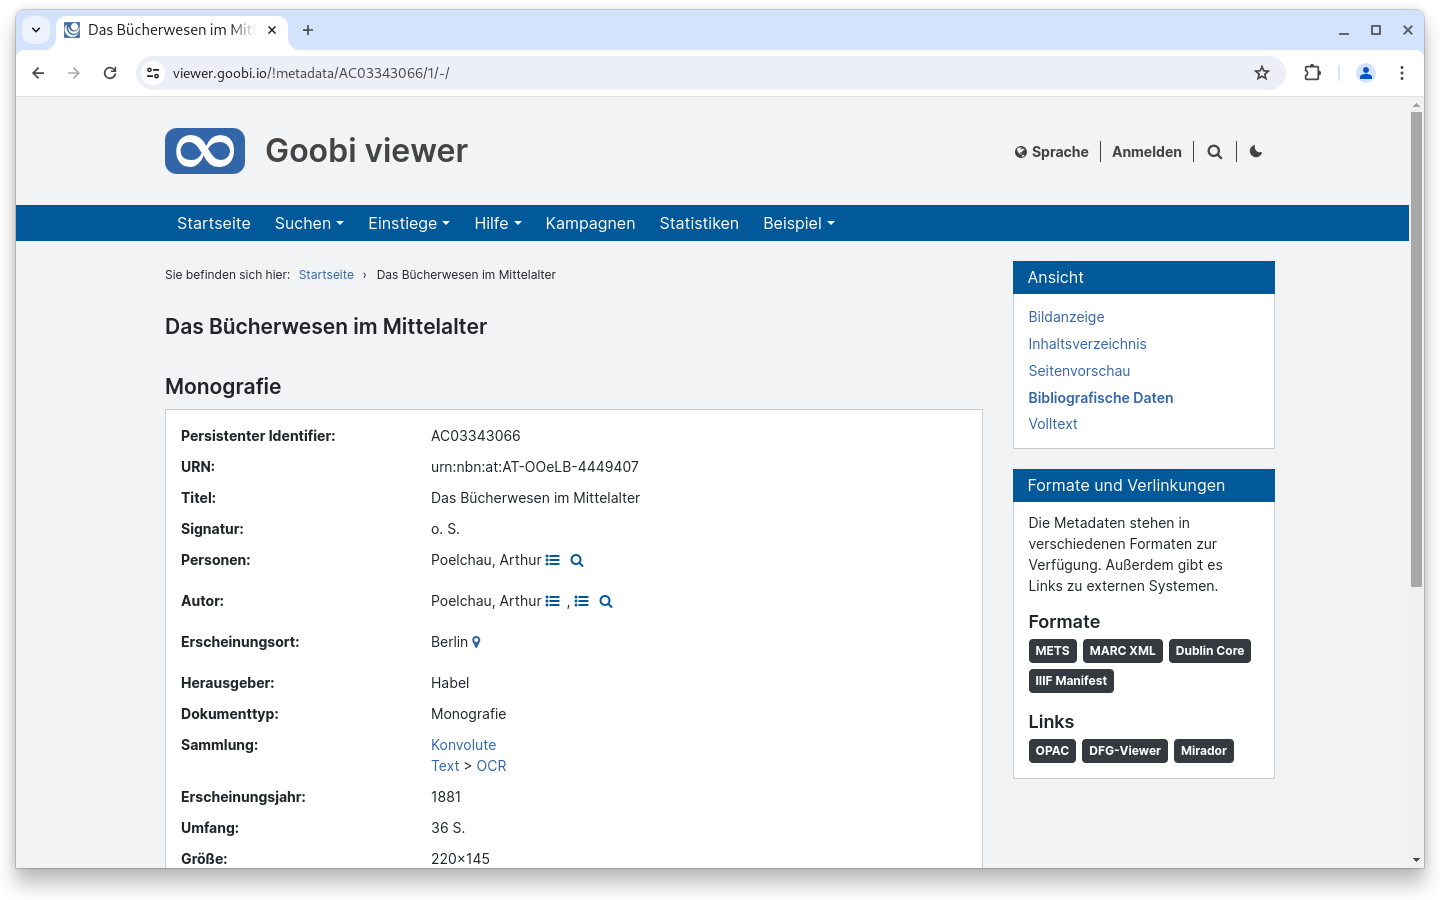 Das Bücherwesen im Mit
viewer.goobi.io/!metadata/AC03343066/1/-/
Goobi viewer
Sprache
Anmelden
Startseite Suchen Einstiege Hilfe Kampagnen Statistiken Beispiel
Sie befinden sich hier: Startseite › Das Bücherwesen im Mittelalter
Das Bücherwesen im Mittelalter
Monografie
Persistenter Identifier: AC03343066
URN: urn:nbn:at:AT-OOeLB-4449407
Titel: Das Bücherwesen im Mittelalter
Signatur: o. S.
Personen: Poelchau, Arthur
Autor: Poelchau, Arthur ,
Erscheinungsort: Berlin
Herausgeber: Habel
Dokumenttyp: Monografie
Sammlung: Konvolute
Text > OCR
Erscheinungsjahr: 1881
Umfang: 36 S.
Größe: 220x145
Ansicht
Bildanzeige
Inhaltsverzeichnis
Seitenvorschau
Bibliografische Daten
Volltext
Formate und Verlinkungen
Die Metadaten stehen in
verschiedenen Formaten zur
Verfügung. Außerdem gibt es
Links zu externen Systemen.
Formate
METS MARC XML Dublin Core
IIIF Manifest
Links
OPAC DFG-Viewer Mirador